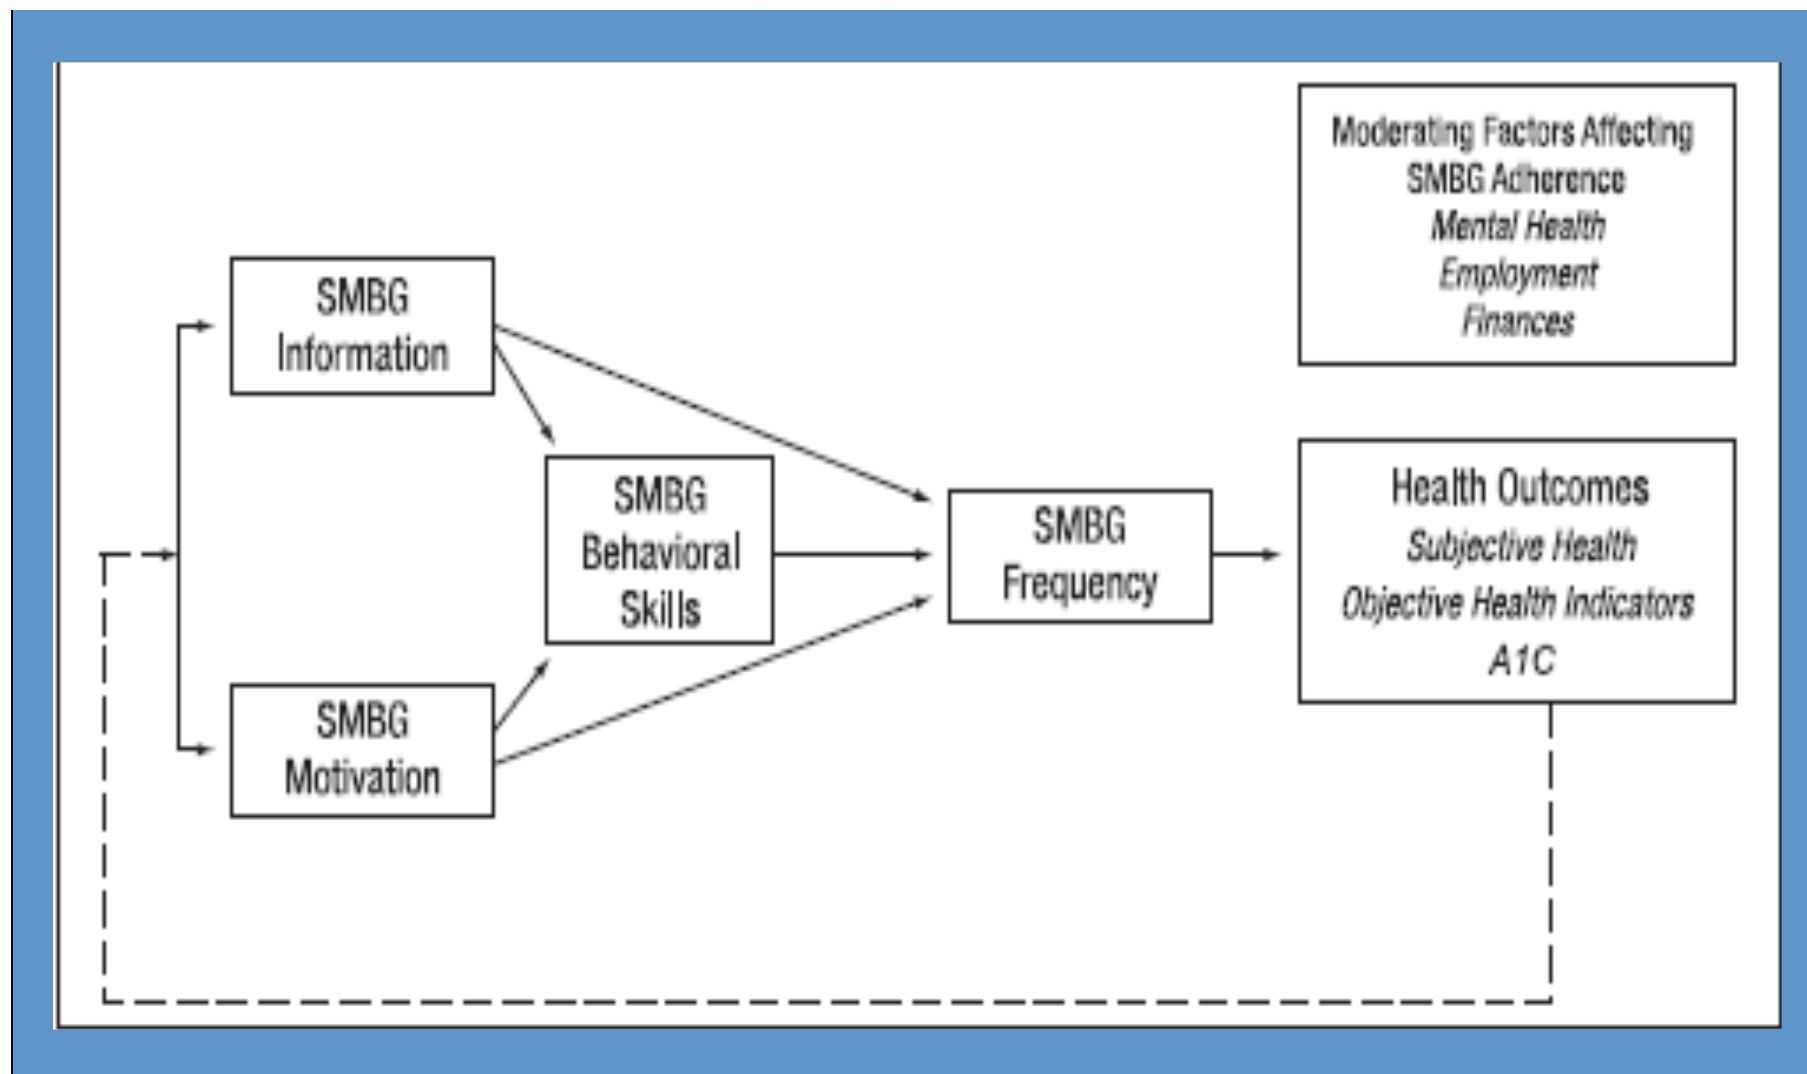 Moderating Factors Affecting
SMBG Adherence
Mental Health
Employment
Finances
SMBG
Information
SMBG
Behavioral
Skills
SMBG
Motivation
SMBG
Frequency
Health Outcomes
Subjective Health
Objective Health Indicators
A1C